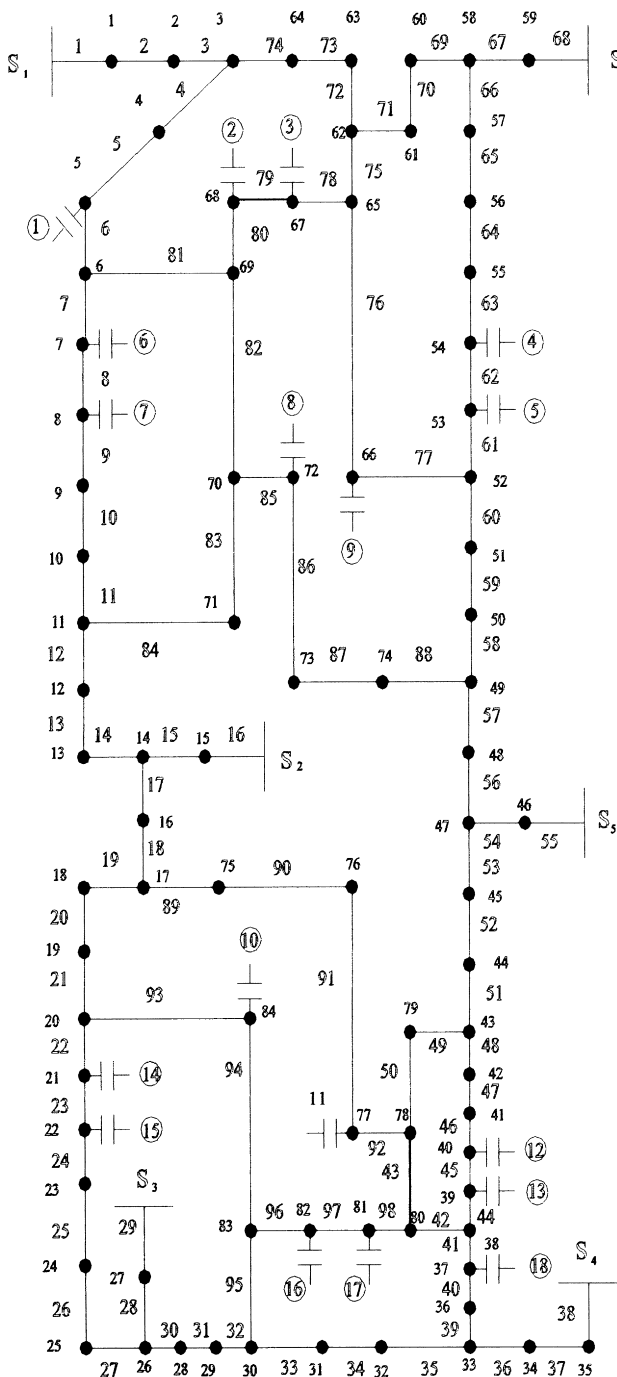 1 2 3 64 63 60 58 59
S₁ 1 2 3 74 73 69 67 68 S
4 4 72 70 66
5 62 71 61 57
5 ② ③ 65
79 78 75
68 67 65 56
① 6 80 64
6 81 69 55
7 76 63
7 ⑥ 82 54 ④
8 62
8 ⑦ ⑧ 53 ⑤
9 66 77 61
9 70 85 72 52
10 83 ⑨ 60
10 86 51
11 71 59
11 50
12 84 73 87 74 88 58
12 49
13 57
13 14 14 15 15 16 S₂ 48
17 56
16 47 46 S₅
18 54 55
18 19 17 75 90 76 53
20 89 45
19 ⑩ 52
21 91 44
93 79 51
20 84 43
22 94 49 48
21 ⑭ 50 42
23 11 47
22 ⑮ 77 78 41
24 92 46 40 ⑫
23 S₃ 43 45
39 ⑬
25 29 83 96 82 97 81 98 80 42 44
41 38 S₄
24 27 95 ⑯ ⑰ 37 ⑱
26 28 40 38
36
30 31 32 39
25 27 26 28 29 30 33 31 34 32 35 33 36 34 37 35